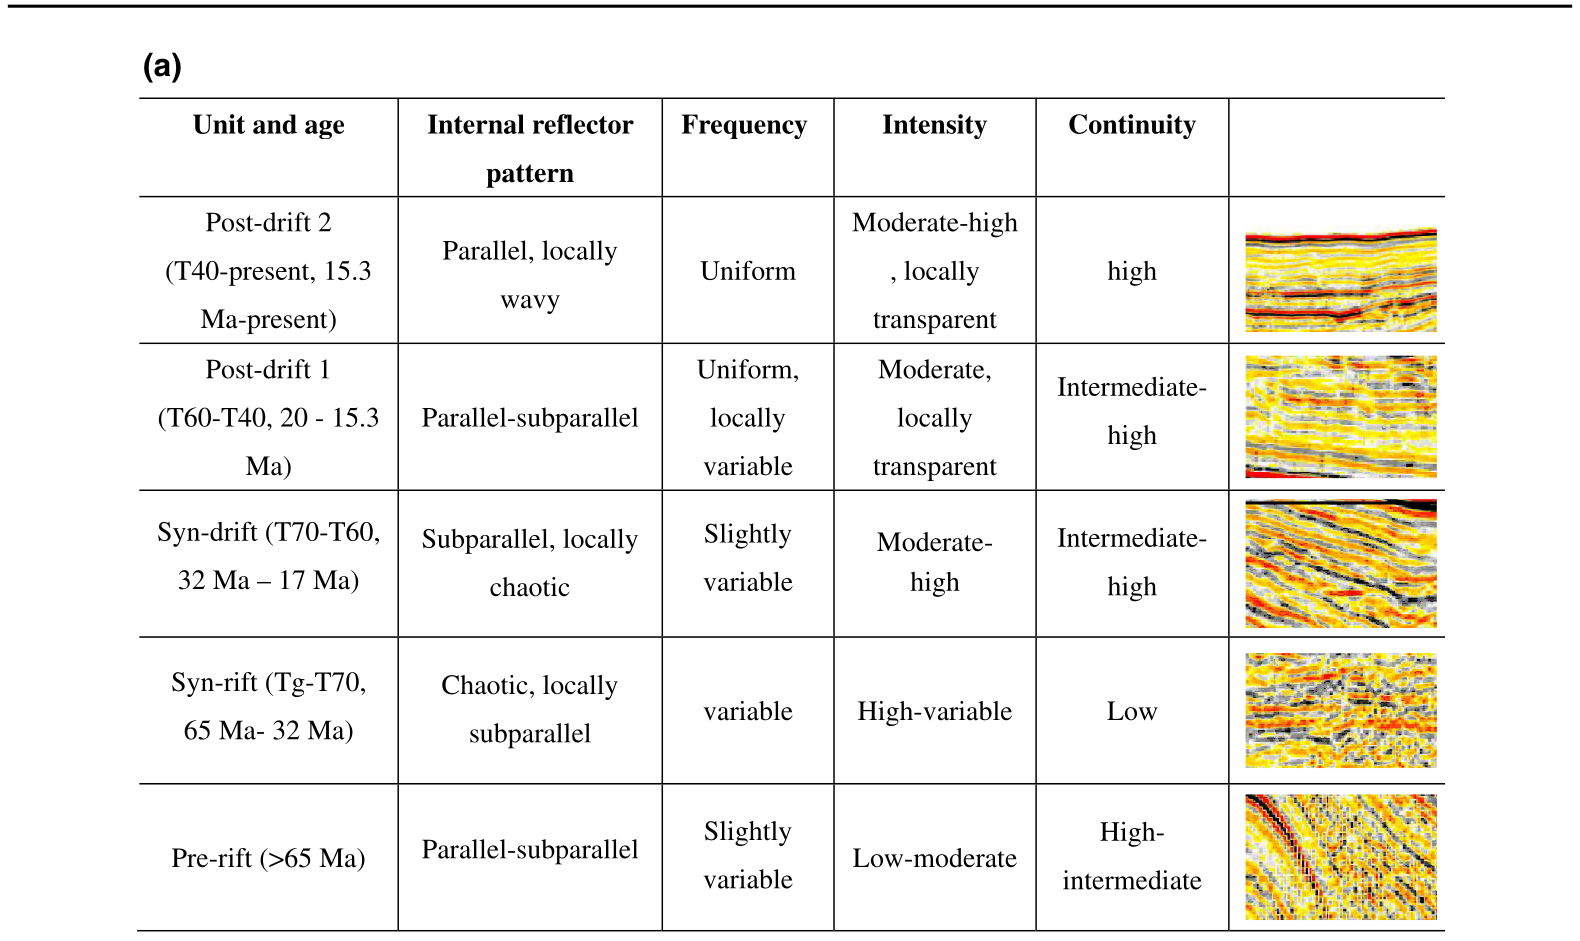 (a)
Unit and age
Internal reflector
pattern
Frequency
Intensity
Continuity
Post-drift 2
(T40-present, 15.3
Ma-present)
Parallel, locally
wavy
Uniform
Moderate-high
, locally
transparent
high
Post-drift 1
(T60-T40, 20 - 15.3
Ma)
Parallel-subparallel
Uniform,
locally
variable
Moderate,
locally
transparent
Intermediate-
high
Syn-drift (T70-T60,
32 Ma – 17 Ma)
Subparallel, locally
chaotic
Slightly
variable
Moderate-
high
Intermediate-
high
Syn-rift (Tg-T70,
65 Ma- 32 Ma)
Chaotic, locally
subparallel
variable
High-variable
Low
Pre-rift (>65 Ma)
Parallel-subparallel
Slightly
variable
Low-moderate
High-
intermediate